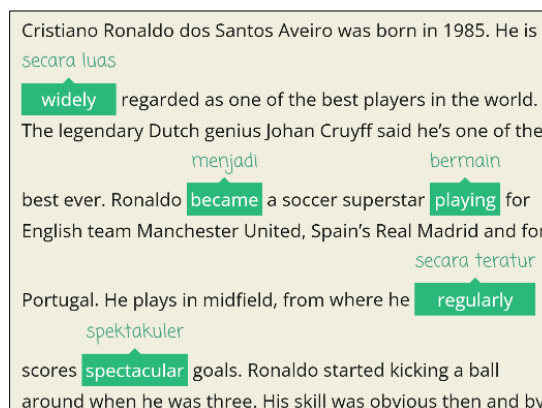 Cristiano Ronaldo dos Santos Aveiro was born in 1985. He is
secara luas
widely regarded as one of the best players in the world.
The legendary Dutch genius Johan Cruyff said he's one of the
menjadi bermain
best ever. Ronaldo became a soccer superstar playing for
English team Manchester United, Spain's Real Madrid and for
secara teratur
Portugal. He plays in midfield, from where he regularly
spektakuler
scores spectacular goals. Ronaldo started kicking a ball
around when he was three. His skill was obvious then and by